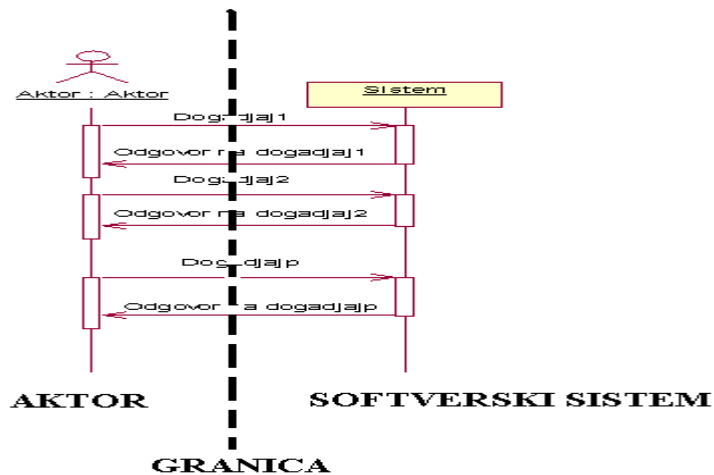 Aktor : Aktor
Sistem
Dogadjaj1
Odgovor na dogadjaj1
Dogadjaj2
Odgovor na dogadjaj2
Dogadjajp
Odgovor na dogadjajp
AKTOR
SOFTVERSKI SISTEM
GRANICA